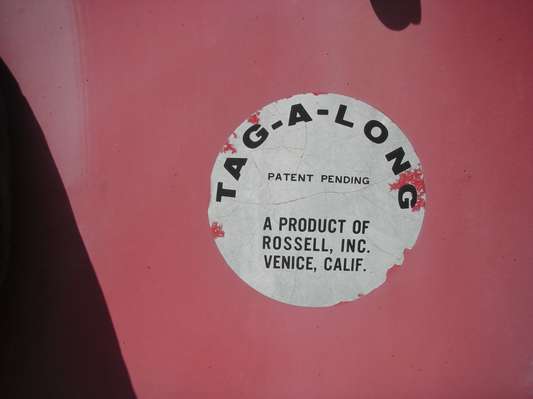 TAG-A-LONG
PATENT PENDING
A PRODUCT OF
ROSSELL, INC.
VENICE, CALIF.